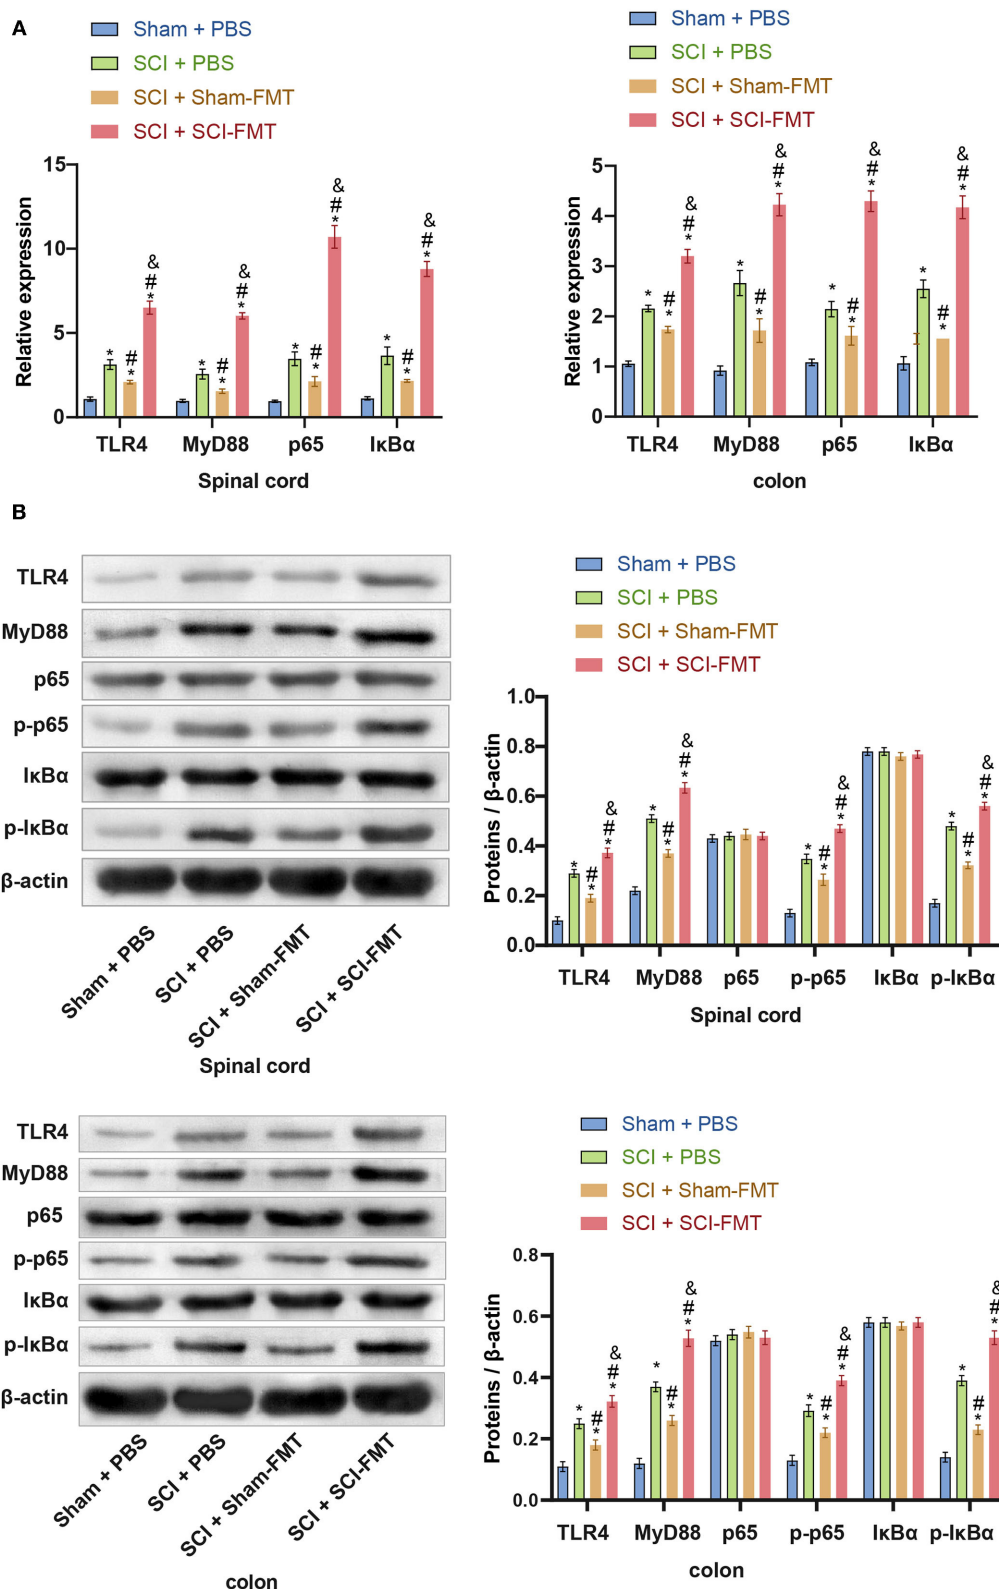 A
Sham + PBS
SCI + PBS
SCI + Sham-FMT
SCI + SCI-FMT
Relative expression
15
10
5
0
& # *
* # * & # *
* # * & # *
* # * & # *
* # *
TLR4 MyD88 p65 IκBα
Spinal cord
Sham + PBS
SCI + PBS
SCI + Sham-FMT
SCI + SCI-FMT
Relative expression
5
4
3
2
1
0
* # * & # *
* # * & # *
* # * & # *
* # * & # *
TLR4 MyD88 p65 IκBα
colon
B
TLR4
MyD88
p65
p-p65
IκBα
p-IκBα
β-actin
Sham + PBS
SCI + PBS
SCI + Sham-FMT
SCI + SCI-FMT
Spinal cord
Sham + PBS
SCI + PBS
SCI + Sham-FMT
SCI + SCI-FMT
Proteins / β-actin
1.0
0.8
0.6
0.4
0.2
0.0
* # * & # *
* # * & # *
* # * & # *
* # * & # *
TLR4 MyD88 p65 p-p65 IκBα p-IκBα
Spinal cord
TLR4
MyD88
p65
p-p65
IκBα
p-IκBα
β-actin
Sham + PBS
SCI + PBS
SCI + Sham-FMT
SCI + SCI-FMT
colon
Sham + PBS
SCI + PBS
SCI + Sham-FMT
SCI + SCI-FMT
Proteins / β-actin
0.8
0.6
0.4
0.2
0.0
* # * & # *
* # * & # *
* # * & # *
* # * & # *
TLR4 MyD88 p65 p-p65 IκBα p-IκBα
colon